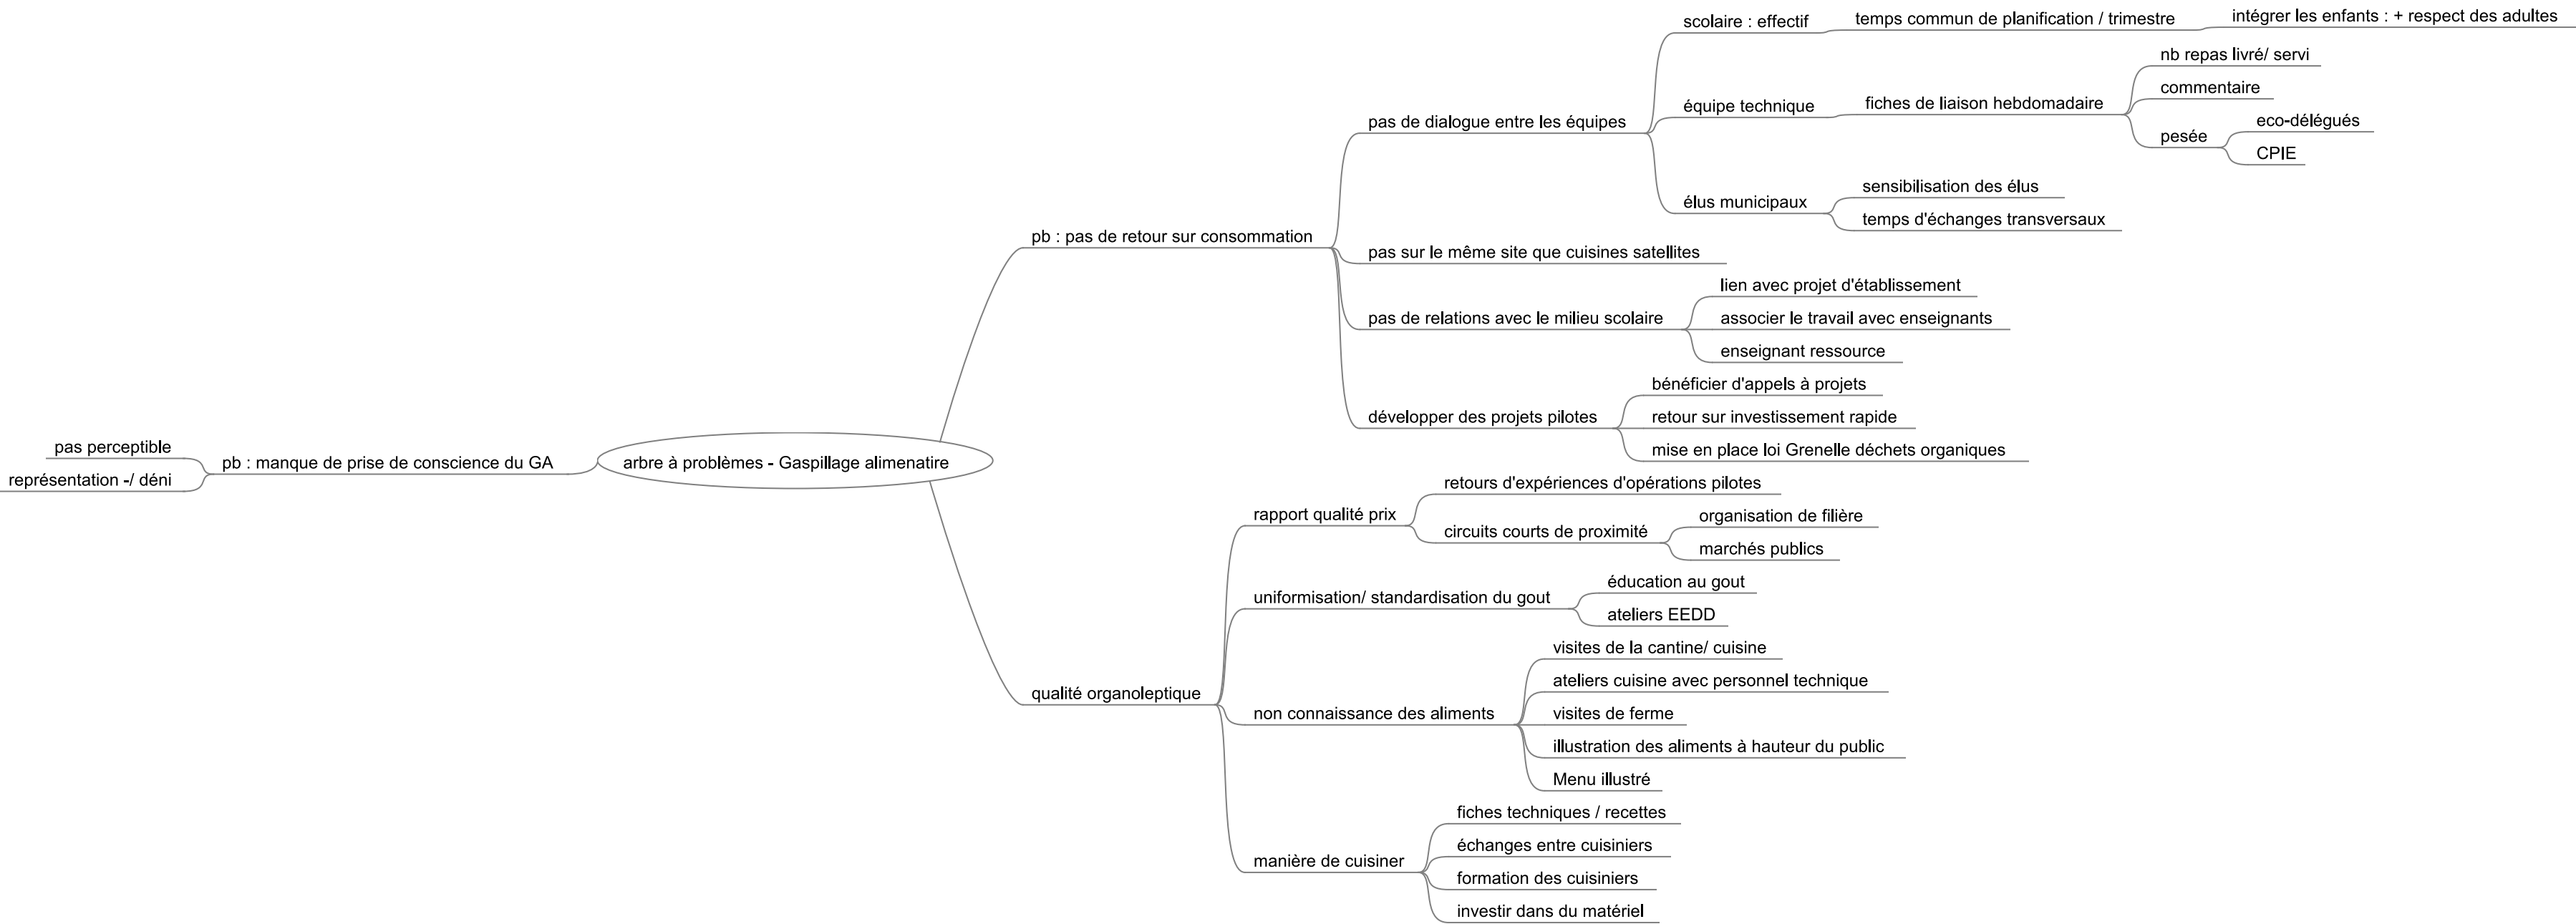 arbre à problèmes - Gaspillage alimenatire
pb : manque de prise de conscience du GA
pas perceptible
représentation -/ déni
pb : pas de retour sur consommation
pas de dialogue entre les équipes
scolaire : effectif
temps commun de planification / trimestre
intégrer les enfants : + respect des adultes
équipe technique
fiches de liaison hebdomadaire
nb repas livré/ servi
commentaire
pesée
eco-délégués
CPIE
élus municipaux
sensibilisation des élus
temps d'échanges transversaux
pas sur le même site que cuisines satellites
pas de relations avec le milieu scolaire
lien avec projet d'établissement
associer le travail avec enseignants
enseignant ressource
développer des projets pilotes
bénéficier d'appels à projets
retour sur investissement rapide
mise en place loi Grenelle déchets organiques
qualité organoleptique
rapport qualité prix
retours d'expériences d'opérations pilotes
circuits courts de proximité
organisation de filière
marchés publics
uniformisation/ standardisation du gout
éducation au gout
ateliers EEDD
non connaissance des aliments
visites de la cantine/ cuisine
ateliers cuisine avec personnel technique
visites de ferme
illustration des aliments à hauteur du public
Menu illustré
manière de cuisiner
fiches techniques / recettes
échanges entre cuisiniers
formation des cuisiniers
investir dans du matériel